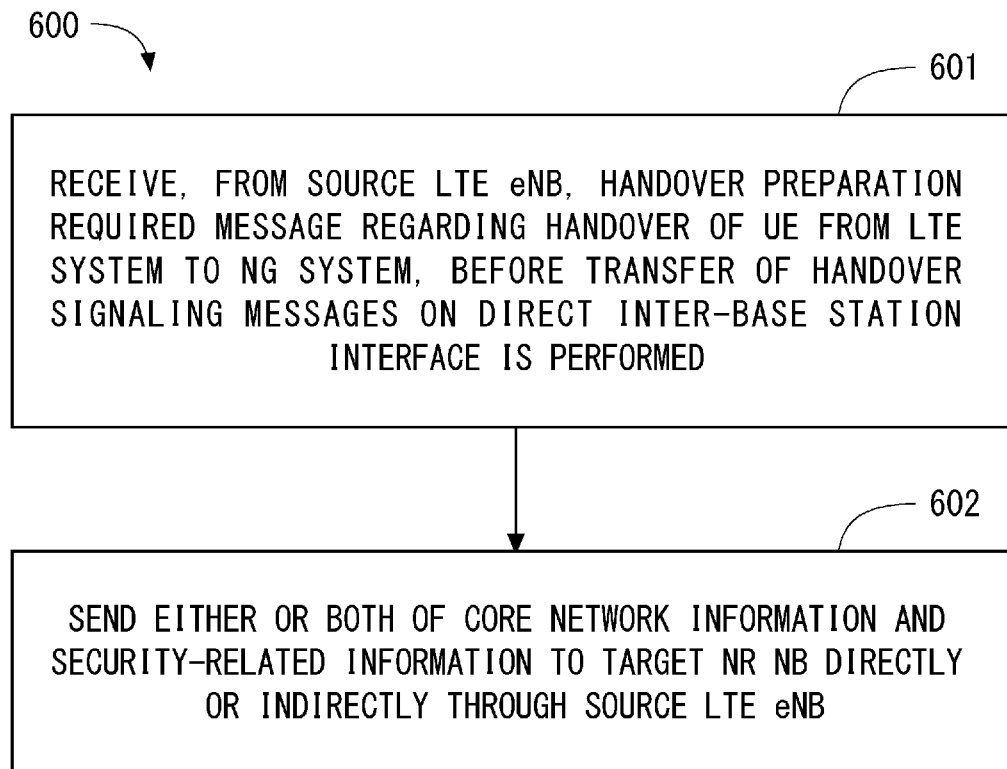 600
601
RECEIVE, FROM SOURCE LTE eNB, HANDOVER PREPARATION
REQUIRED MESSAGE REGARDING HANDOVER OF UE FROM LTE
SYSTEM TO NG SYSTEM, BEFORE TRANSFER OF HANDOVER
SIGNALING MESSAGES ON DIRECT INTER-BASE STATION
INTERFACE IS PERFORMED
602
SEND EITHER OR BOTH OF CORE NETWORK INFORMATION AND
SECURITY-RELATED INFORMATION TO TARGET NR NB DIRECTLY
OR INDIRECTLY THROUGH SOURCE LTE eNB